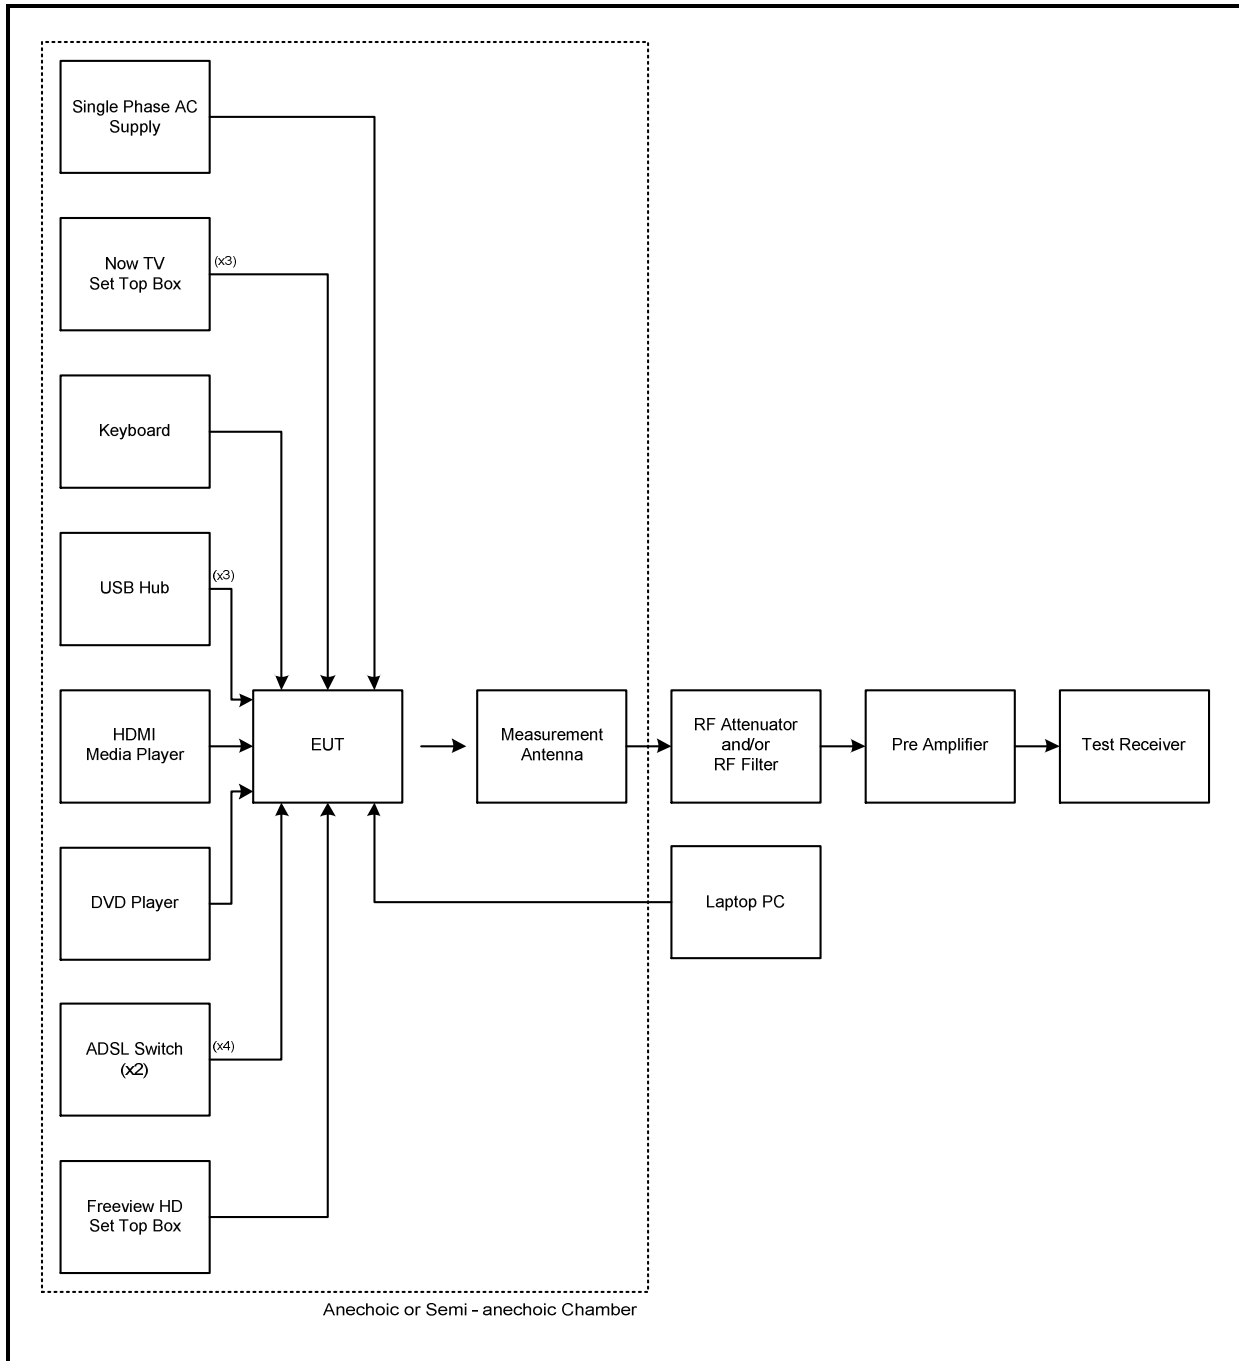 Single Phase AC
Supply
Now TV
Set Top Box
(x3)
Keyboard
USB Hub
(x3)
HDMI
Media Player
EUT
Measurement
Antenna
RF Attenuator
and/or
RF Filter
Pre Amplifier
Test Receiver
DVD Player
Laptop PC
ADSL Switch
(x2)
(x4)
Freeview HD
Set Top Box
Anechoic or Semi - anechoic Chamber